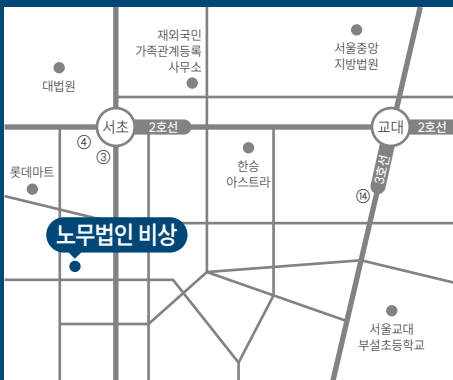 재외국민
가족관계등록
사무소
서울중앙
지방법원
대법원
서초
2호선
교대
2호선
④
③
3호선
⑭
롯데마트
한승
아스트라
노무법인 비상
서울교대
부설초등학교